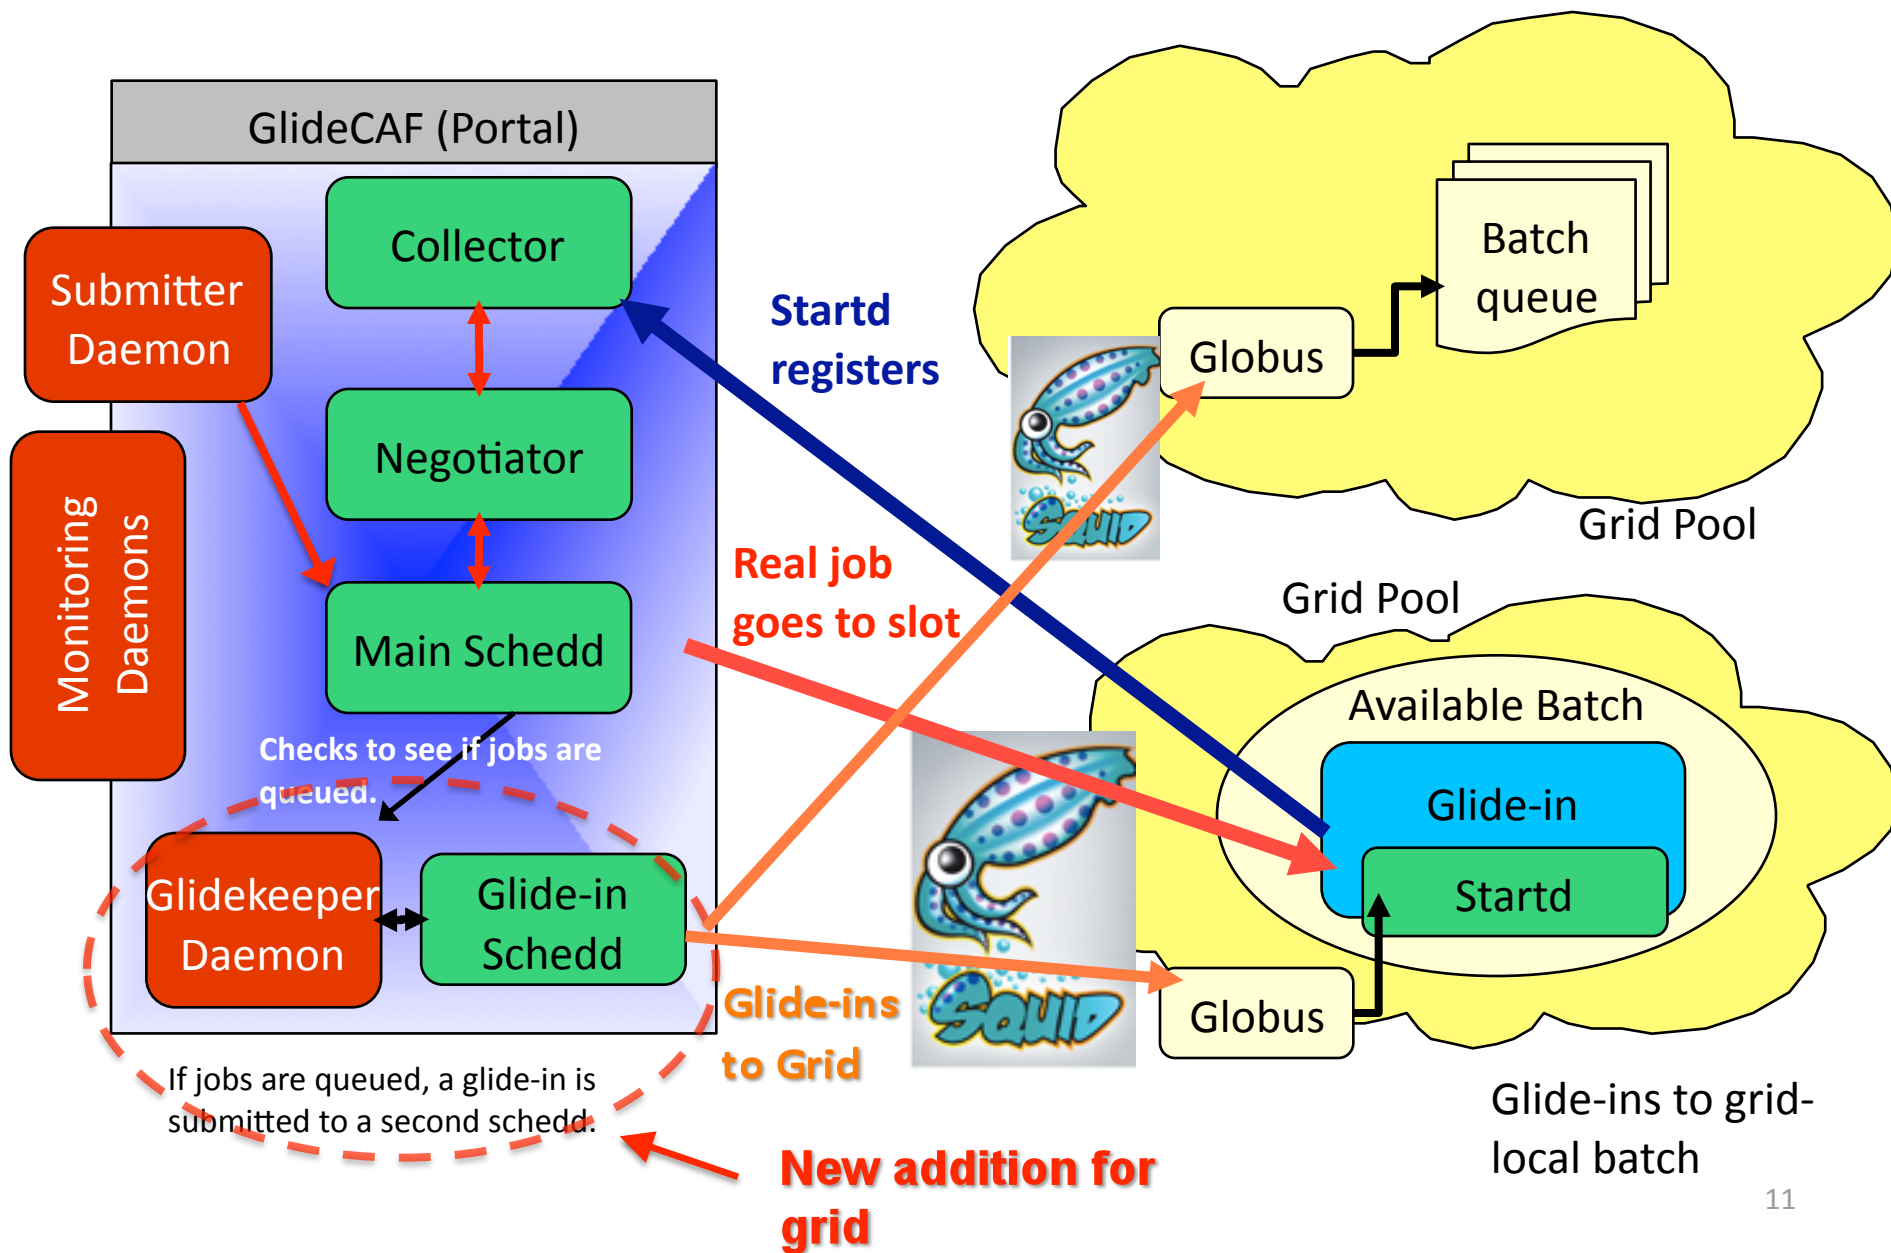 GlideCAF (Portal)
Collector
Submitter
Daemon
Negotiator
Monitoring
Daemons
Main Schedd
Checks to see if jobs are
queued.
Glidekeeper
Daemon
Glide-in
Schedd
If jobs are queued, a glide-in is
submitted to a second schedd.
New addition for
grid
Startd
registers
Real job
goes to slot
Glide-ins
to Grid
SQUID
SQUID
Globus
Batch
queue
Grid Pool
Grid Pool
Available Batch
Glide-in
Startd
Globus
Glide-ins to grid-
local batch
11